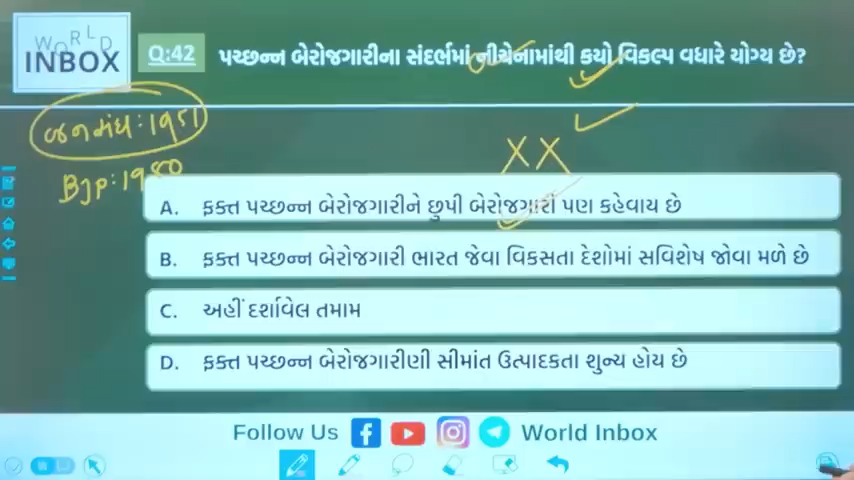 WORLD
INBOX
Q:42
પચ્છન્ન બેરોજગારીના સંદર્ભમાં નીચેનામાંથી કયો વિકલ્પ વધારે યોગ્ય છે?
જનસંઘ:1951
BJP:1980
XX
A. ફક્ત પચ્છન્ન બેરોજગારીને છુપી બેરોજગારી પણ કહેવાય છે
B. ફક્ત પચ્છન્ન બેરોજગારી ભારત જેવા વિકસતા દેશોમાં સવિશેષ જોવા મળે છે
C. અહીં દર્શાવેલ તમામ
D. ફક્ત પચ્છન્ન બેરોજગારીણી સીમાંત ઉત્પાદકતા શુન્ય હોય છે
Follow Us World Inbox